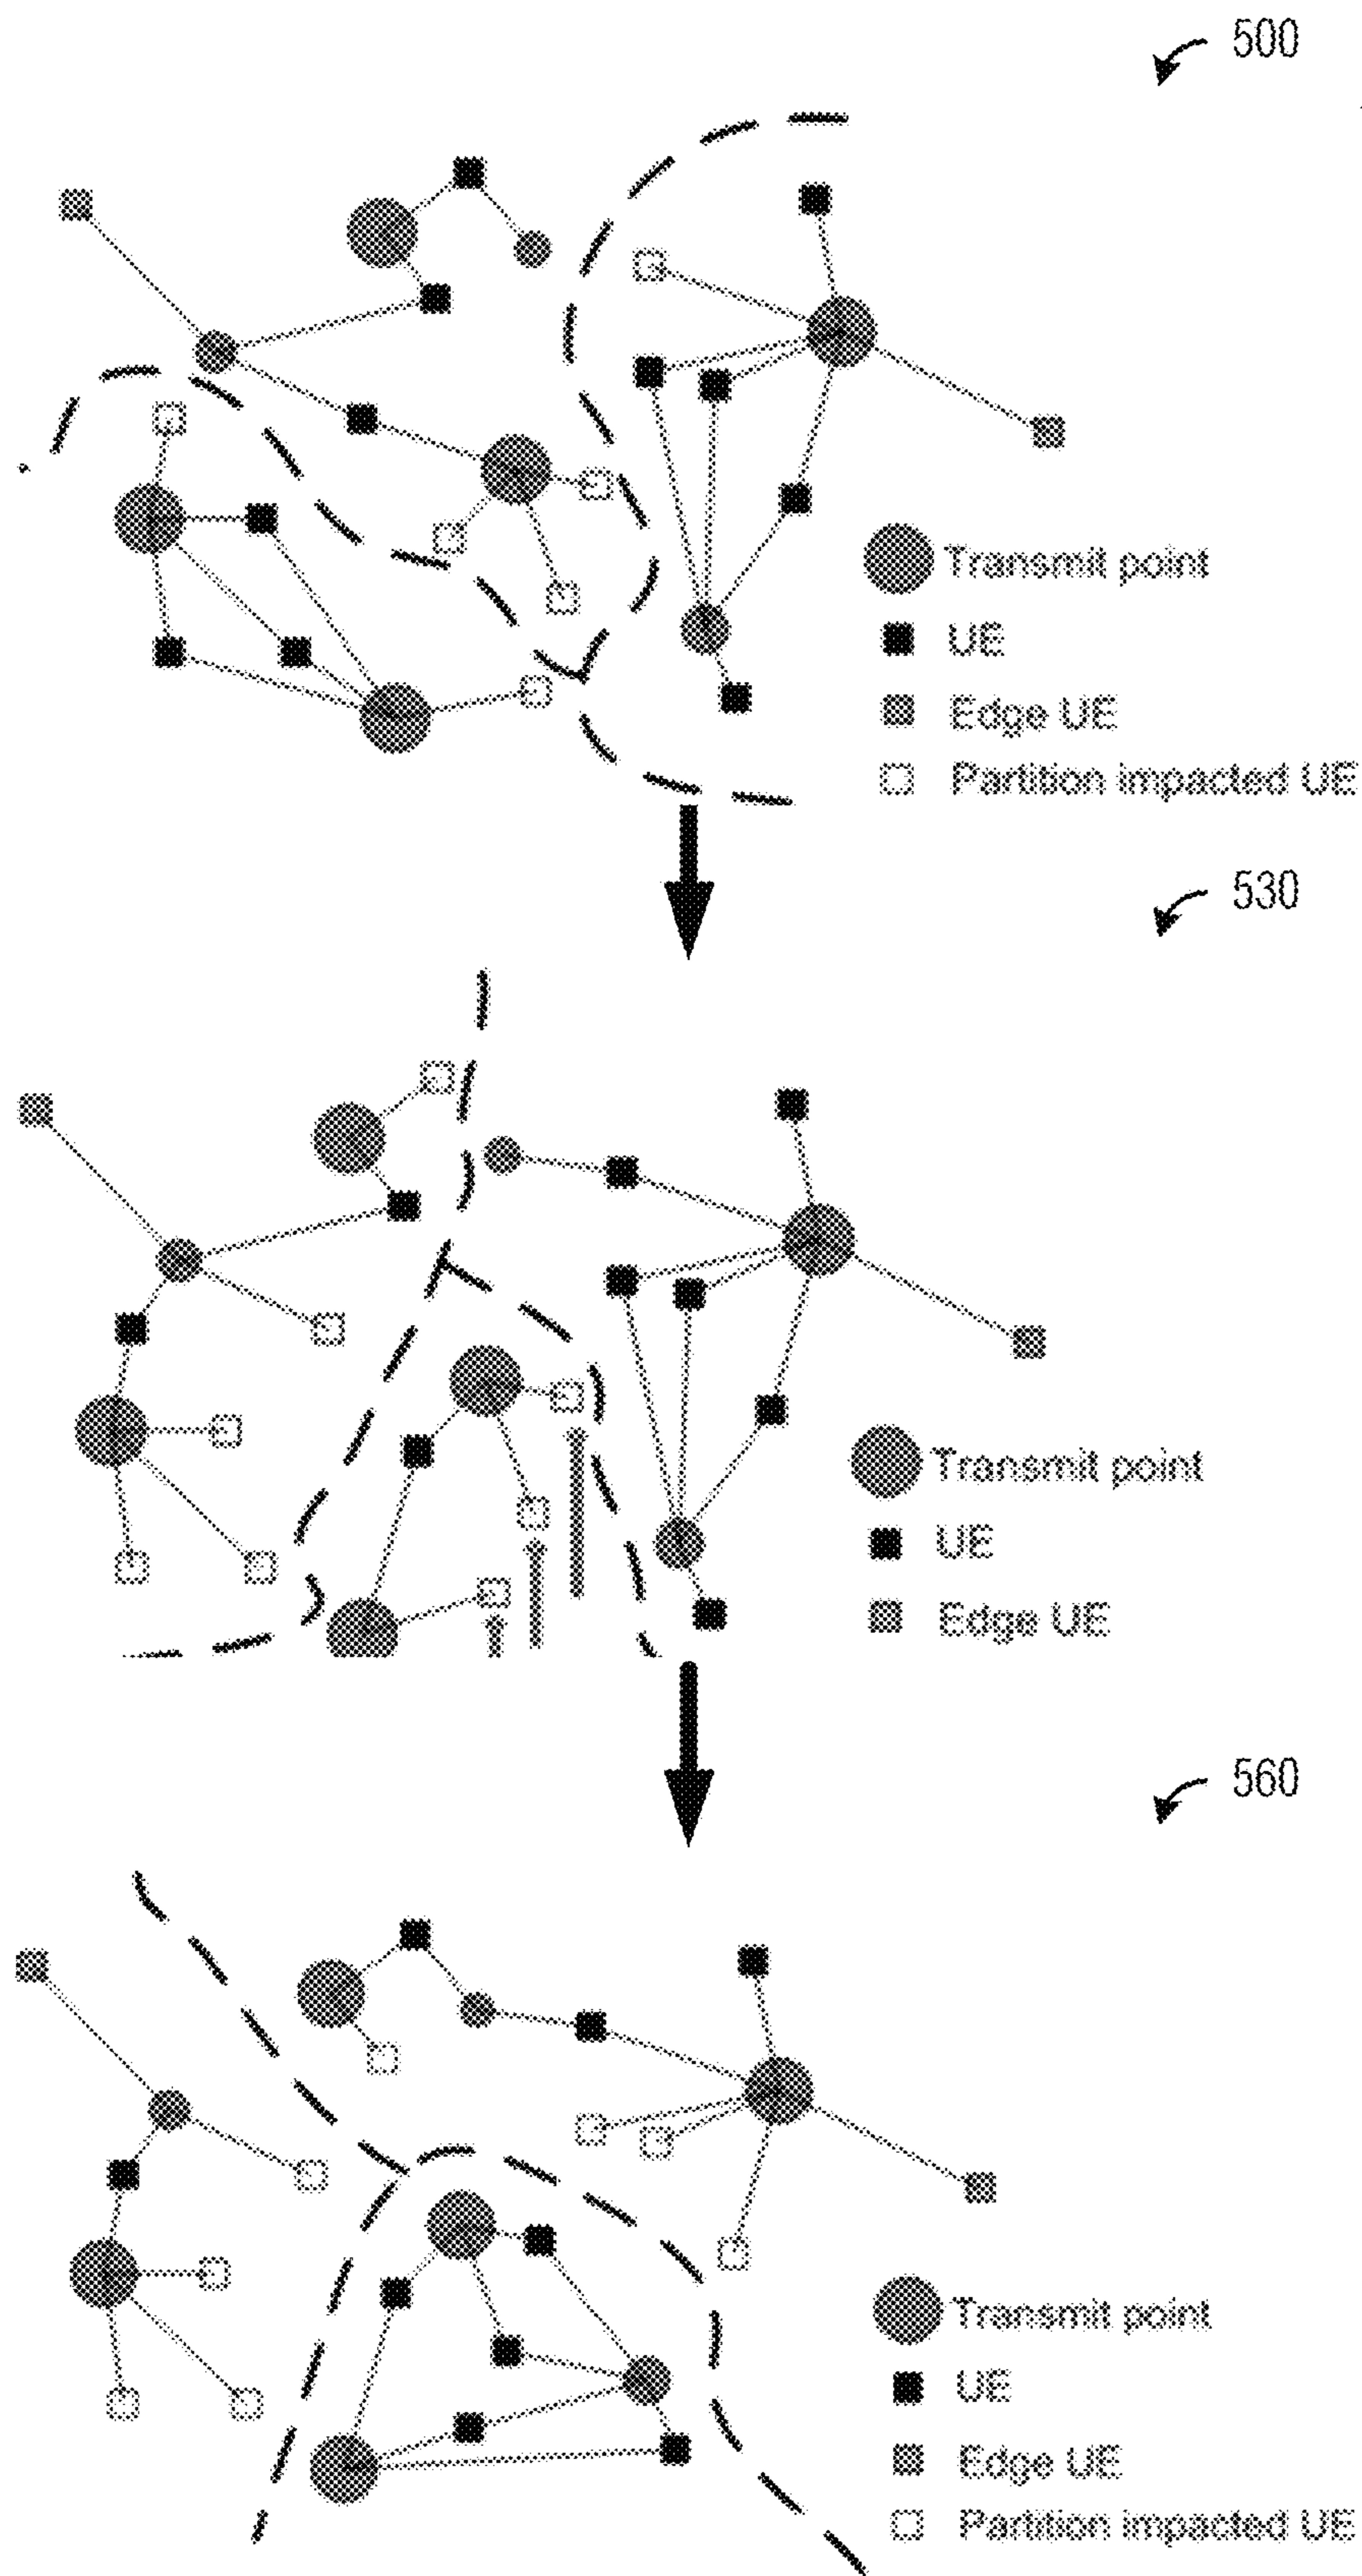 500
Transmit point
UE
Edge UE
Partition impacted UE
530
Transmit point
UE
Edge UE
560
Transmit point
UE
Edge UE
Partition impacted UE